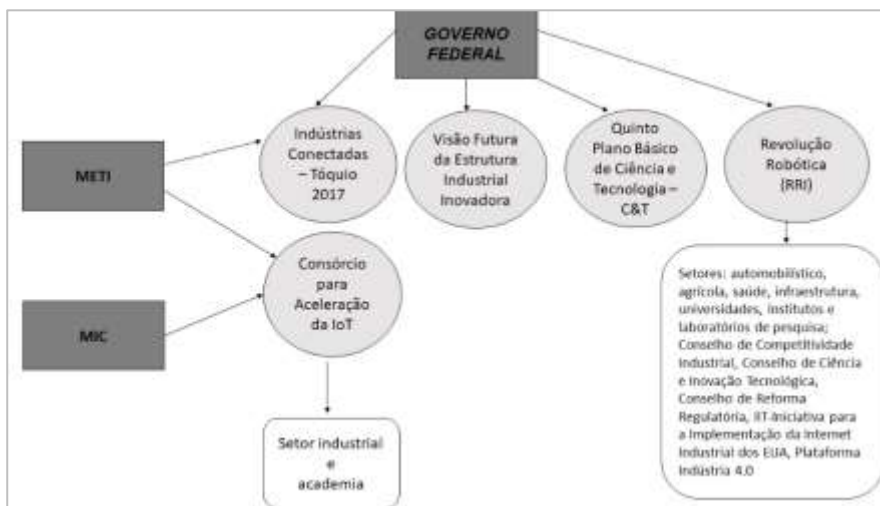 GOVERNO
FEDERAL
METI
MIC
Indústrias
Conectadas
– Tóquio
2017
Visão Futura
da Estrutura
Industrial
Inovadora
Quinto
Plano Básico
de Ciência e
Tecnologia –
C&T
Revolução
Robótica
(RRI)
Consórcio
para
Aceleração
da IoT
Setor industrial
e
academia
Setores: automobilístico,
agrícola, saúde, infraestrutura,
universidades, institutos e
laboratórios de pesquisa;
Conselho de Competitividade
Industrial, Conselho de Ciência
e Inovação Tecnológica,
Conselho de Reforma
Regulatória, IIT-Iniciativa para
a Implementação da Internet
Industrial dos EUA, Plataforma
Indústria 4.0